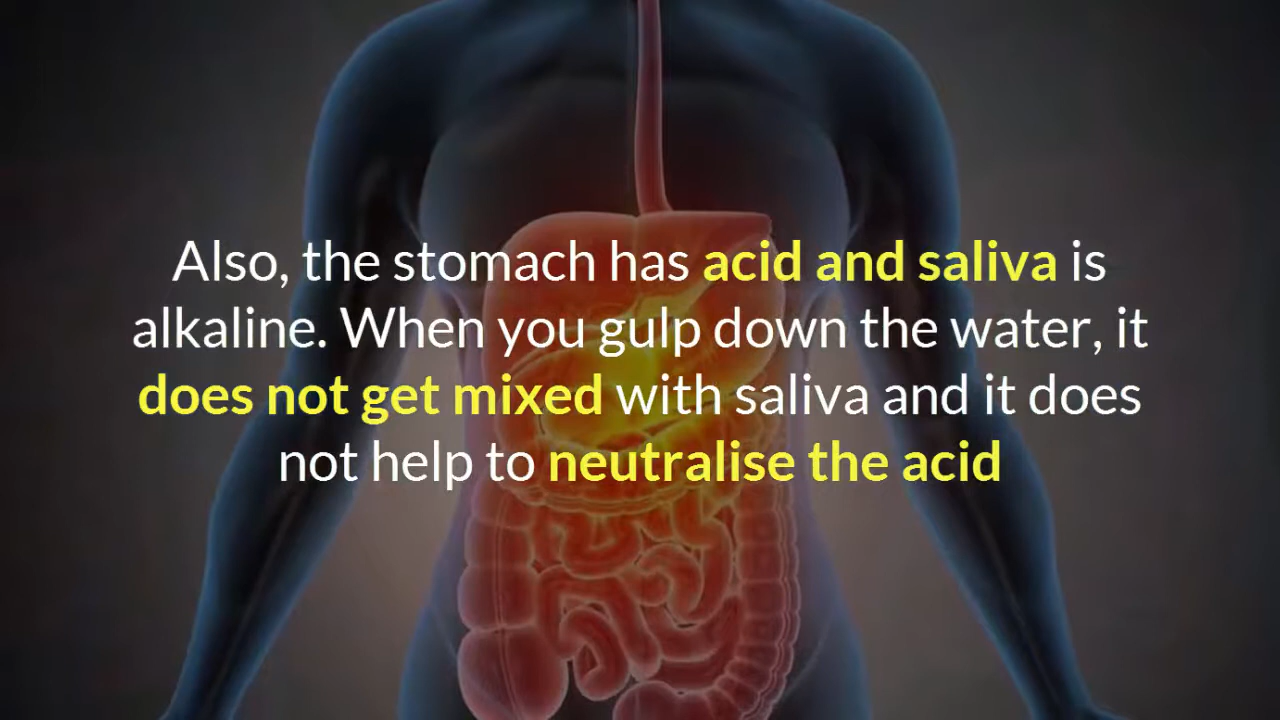 Also, the stomach has acid and saliva is
alkaline. When you gulp down the water, it
does not get mixed with saliva and it does
not help to neutralise the acid